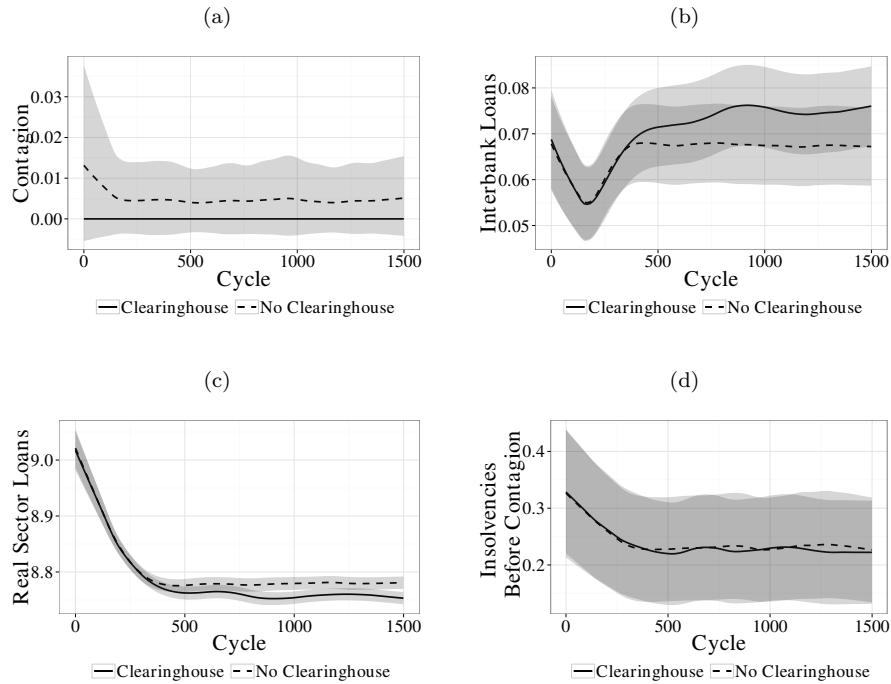 (a)
Contagion
0.03
0.02
0.01
0.00
0 500 1000 1500
Cycle
Clearinghouse No Clearinghouse
(b)
Interbank Loans
0.08
0.07
0.06
0.05
0 500 1000 1500
Cycle
Clearinghouse No Clearinghouse
(c)
Real Sector Loans
9.0
8.9
8.8
0 500 1000 1500
Cycle
Clearinghouse No Clearinghouse
(d)
Insolvencies
Before Contagion
0.4
0.3
0.2
0 500 1000 1500
Cycle
Clearinghouse No Clearinghouse